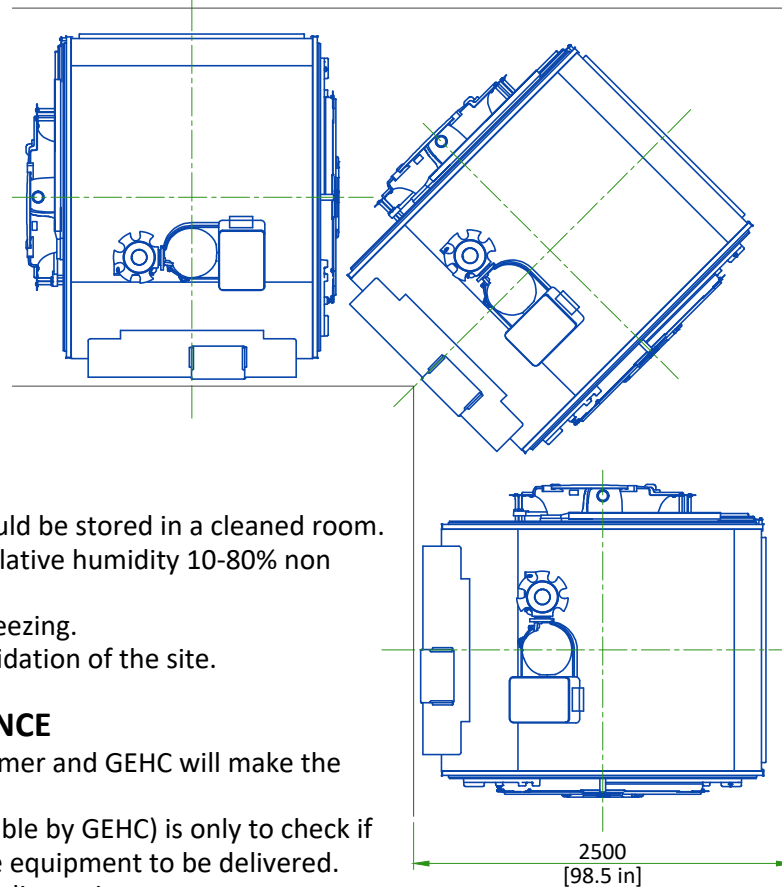 be stored in a cleaned room.
lative humidity 10-80% non
eezing.
idation of the site.
NCE
mer and GEHC will make the
ble by GEHC) is only to check if
equipment to be delivered.
2500
[98.5 in]